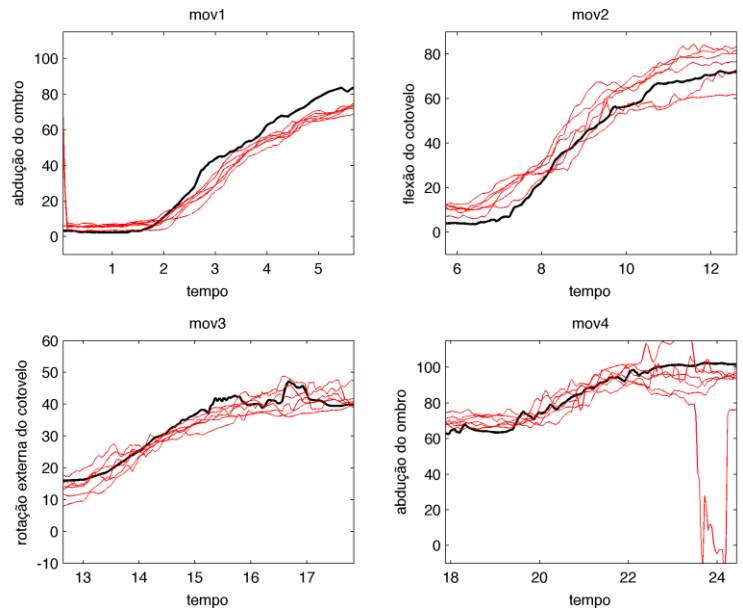 mov1
abdução do ombro
100
80
60
40
20
0
1 2 3 4 5
tempo
mov2
flexão do cotovelo
80
60
40
20
0
6 8 10 12
tempo
mov3
rotação externa do cotovelo
60
50
40
30
20
10
0
-10
13 14 15 16 17
tempo
mov4
abdução do ombro
100
80
60
40
20
0
18 20 22 24
tempo